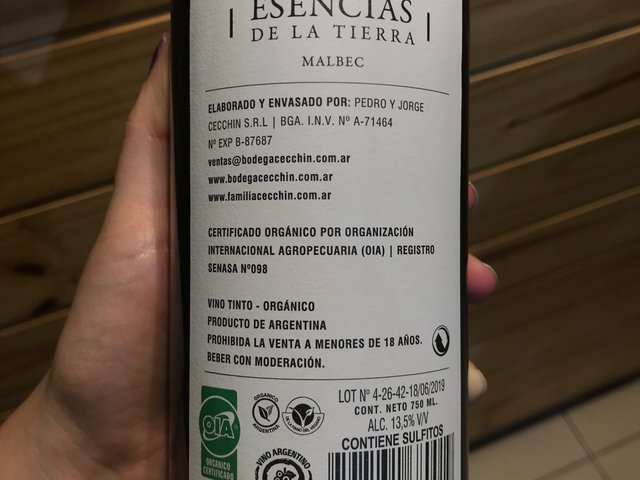 ESENCIAS
DE LA TIERRA
MALBEC
ELABORADO Y ENVASADO POR: PEDRO Y JORGE
CECCHIN S.R.L | BGA. I.N.V. Nº A-71464
Nº EXP B-87687
ventas@bodegacecchin.com.ar
www.bodegacecchin.com.ar
www.familiacecchin.com.ar
CERTIFICADO ORGÁNICO POR ORGANIZACIÓN
INTERNACIONAL AGROPECUARIA (OIA) | REGISTRO
SENASA Nº098
VINO TINTO - ORGÁNICO
PRODUCTO DE ARGENTINA
PROHIBIDA LA VENTA A MENORES DE 18 AÑOS.
BEBER CON MODERACIÓN.
LOT N° 4-26-42-18/06/2019
CONT. NETO 750 ML.
ALC. 13,5% V/V
CONTIENE SULFITOS
OIA
ORGÁNICO
CERTIFICADO
ORGÁNICO
ARGENTINA
VINO ARGENTINO